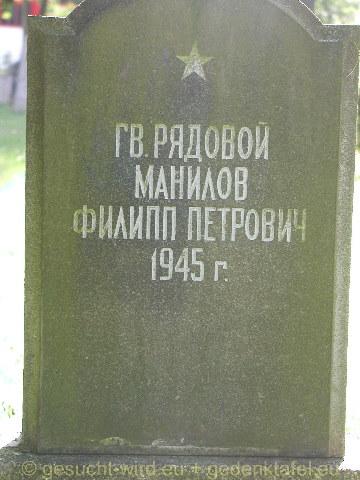 ГВ. РЯДОВОЙ
МАНИЛОВ
ФИЛИПП ПЕТРОВИЧ
1945 г.
© gesucht-wird.eu + gedenktafel.eu